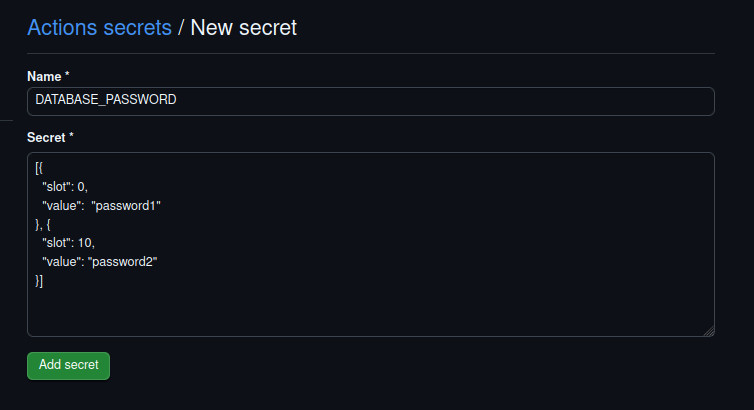 Actions secrets / New secret
Name *
DATABASE_PASSWORD
Secret *
[{
  "slot": 0,
  "value":  "password1"
}, {
  "slot": 10,
  "value": "password2"
}]
Add secret